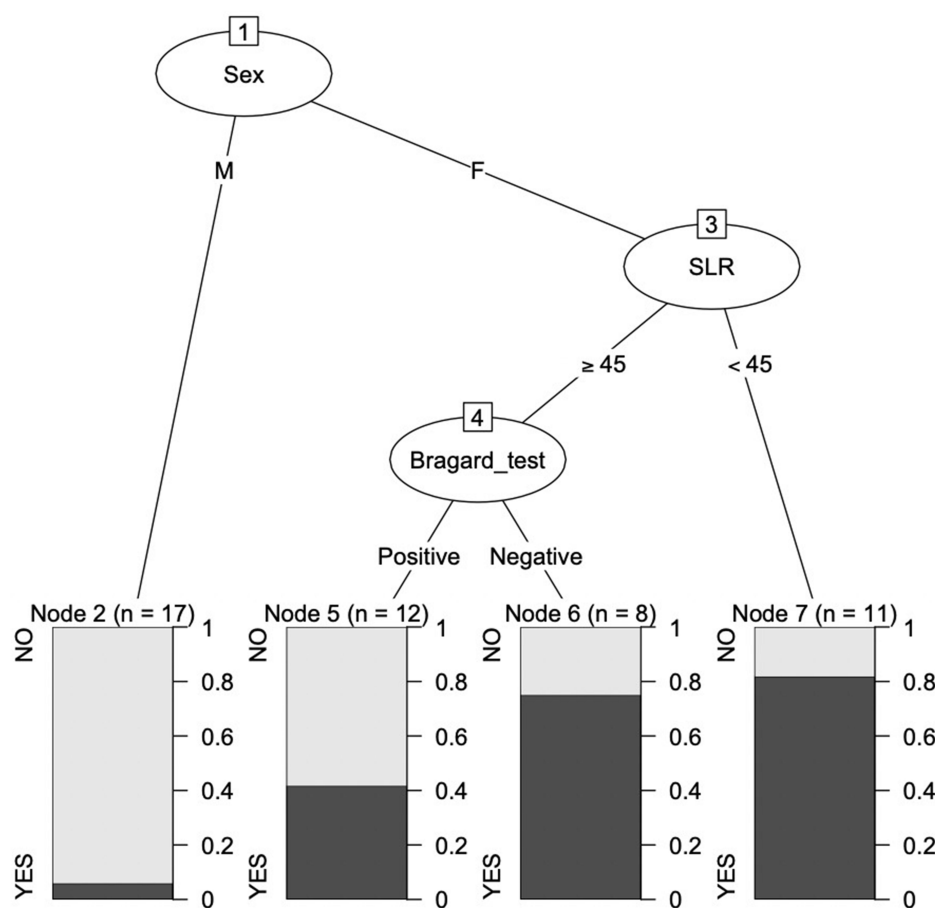 1
Sex
M
F
3
SLR
≥ 45
< 45
4
Bragard_test
Positive
Negative
Node 2 (n = 17)
NO
YES
1
0.8
0.6
0.4
0.2
0
Node 5 (n = 12)
NO
YES
1
0.8
0.6
0.4
0.2
0
Node 6 (n = 8)
NO
YES
1
0.8
0.6
0.4
0.2
0
Node 7 (n = 11)
NO
YES
1
0.8
0.6
0.4
0.2
0